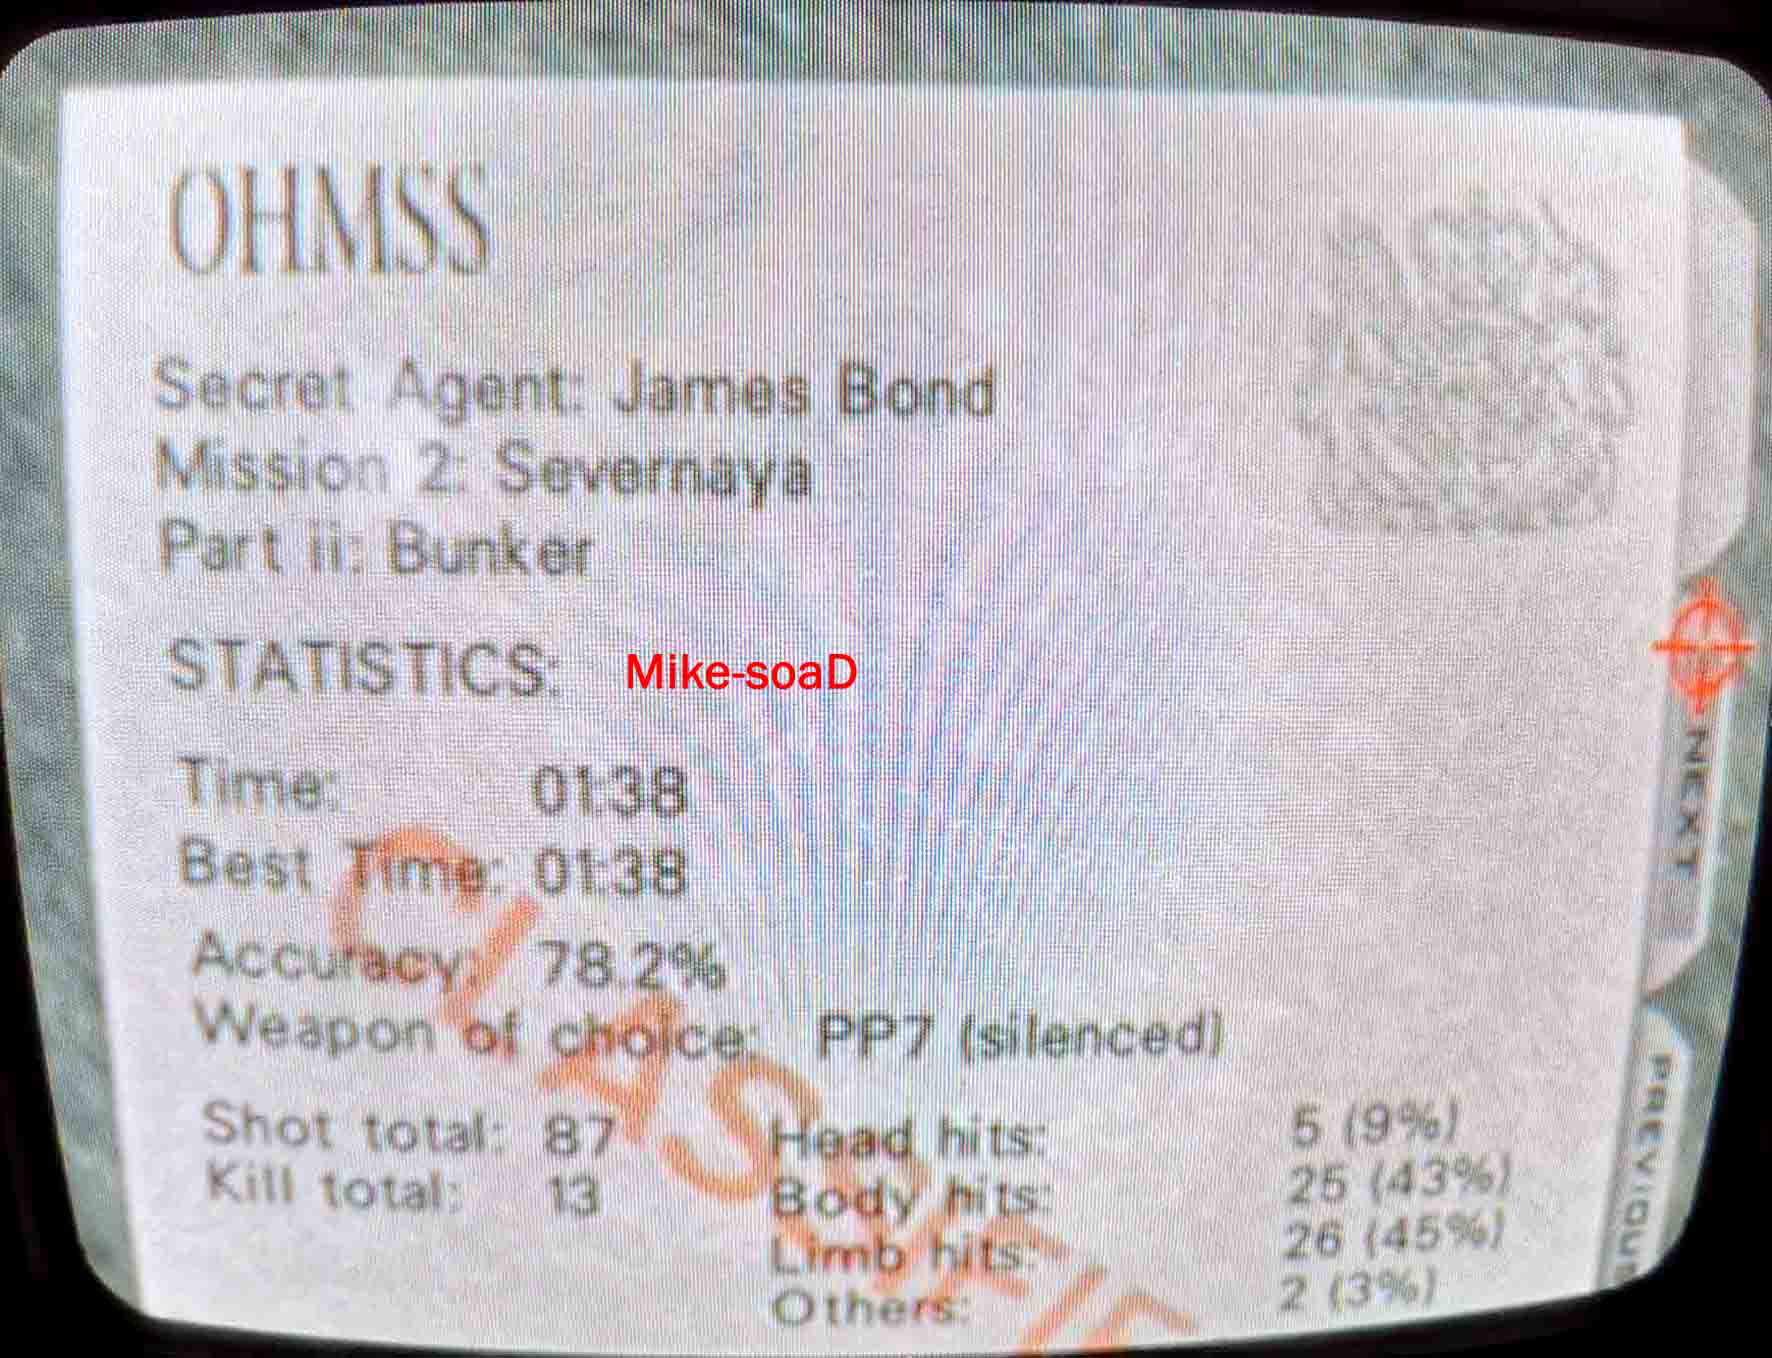 OHMSS
Secret Agent: James Bond
Mission 2: Severnaya
Part ii: Bunker
STATISTICS:
Mike-soaD
Time: 01:38
Best Time: 01:38
Accuracy: 78.2%
Weapon of choice: PP7 (silenced)
Shot total: 87
Kill total: 13
Head hits: 5 (9%)
Body hits: 25 (43%)
Limb hits: 26 (45%)
Others: 2 (3%)
NEXT
PREVIOUS
CLASSIFIE